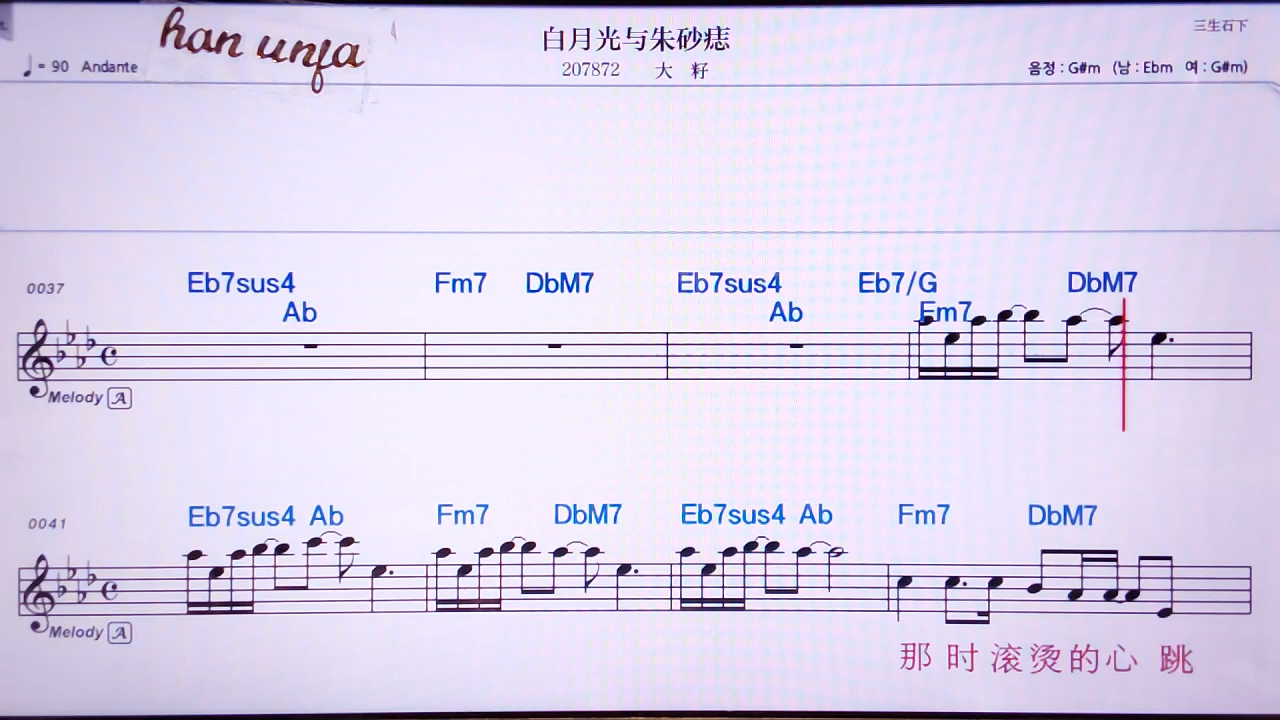 han unfa
白月光与朱砂痣
三生石下
♩= 90 Andante
207872 大 籽
음정 : G#m (남 : Ebm 여 : G#m)
0037
Eb7sus4 Fm7 DbM7 Eb7sus4 Eb7/G DbM7
Ab Ab Fm7
Melody A
0041
Eb7sus4 Ab Fm7 DbM7 Eb7sus4 Ab Fm7 DbM7
Melody A
那 时 滚烫的心 跳